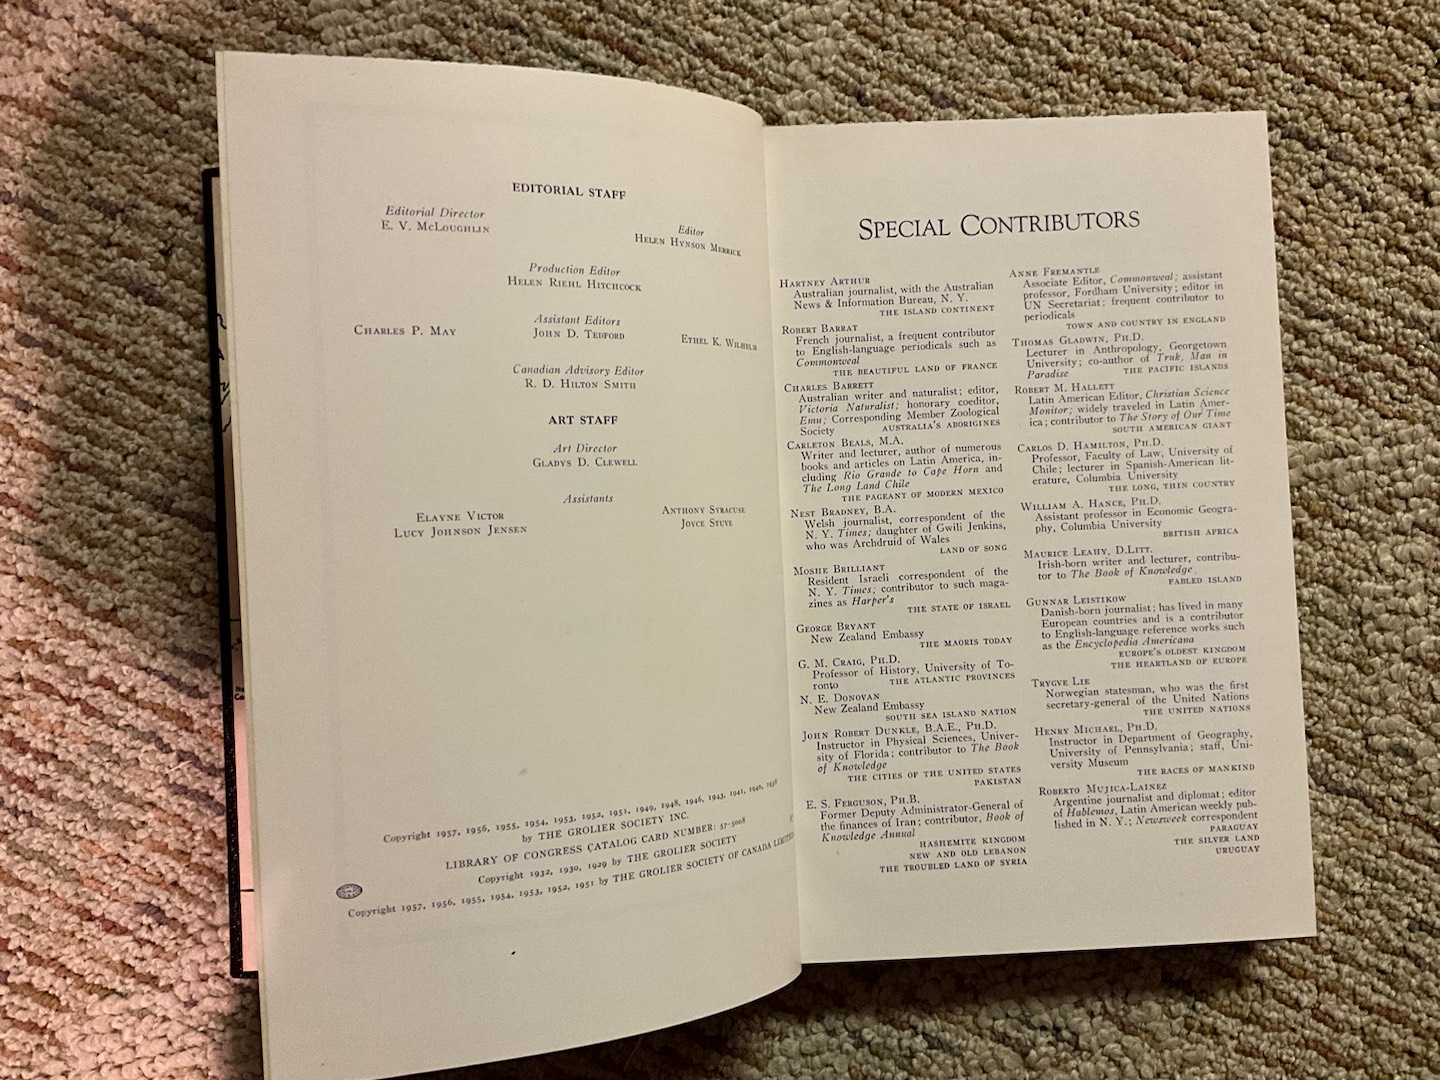 EDITORIAL STAFF
Editorial Director
E. V. McLoughlin
Editor
Helen Hynson Merrick
Production Editor
Helen Riehl Hitchcock
Assistant Editors
Charles P. May
John D. Tedford
Ethel K. Wilhelm
Canadian Advisory Editor
R. D. Hilton Smith
ART STAFF
Art Director
Gladys D. Clewell
Assistants
Elayne Victor
Anthony Syracuse
Lucy Johnson Jensen
Joyce Stuve
Copyright 1957, 1956, 1955, 1954, 1953, 1952, 1951, 1949, 1948, 1946, 1943, 1941, 1940, 1938
by THE GROLIER SOCIETY INC.
LIBRARY OF CONGRESS CATALOG CARD NUMBER: 57-5008
Copyright 1932, 1930, 1929 by THE GROLIER SOCIETY
Copyright 1957, 1956, 1955, 1954, 1953, 1952, 1951 by THE GROLIER SOCIETY OF CANADA LIMITED
Special Contributors
Hartney Arthur
Australian journalist, with the Australian
News & Information Bureau, N. Y.
THE ISLAND CONTINENT
Robert Barrat
French journalist, a frequent contributor
to English-language periodicals such as
Commonweal
THE BEAUTIFUL LAND OF FRANCE
Charles Barrett
Australian writer and naturalist; editor,
Victoria Naturalist; honorary coeditor,
Emu; Corresponding Member Zoological
Society AUSTRALIA'S ABORIGINES
Carleton Beals, M.A.
Writer and lecturer, author of numerous
books and articles on Latin America, in-
cluding Rio Grande to Cape Horn and
The Long Land Chile
THE PAGEANT OF MODERN MEXICO
Nest Bradney, B.A.
Welsh journalist, correspondent of the
N. Y. Times; daughter of Gwili Jenkins,
who was Archdruid of Wales
LAND OF SONG
Moshe Brilliant
Resident Israeli correspondent of the
N. Y. Times; contributor to such maga-
zines as Harper's
THE STATE OF ISRAEL
George Bryant
New Zealand Embassy
THE MAORIS TODAY
G. M. Craig, Ph.D.
Professor of History, University of To-
ronto THE ATLANTIC PROVINCES
N. E. Donovan
New Zealand Embassy
SOUTH SEA ISLAND NATION
John Robert Dunkle, B.A.E., Ph.D.
Instructor in Physical Sciences, Univer-
sity of Florida; contributor to The Book
of Knowledge
THE CITIES OF THE UNITED STATES
PAKISTAN
E. S. Ferguson, Ph.B.
Former Deputy Administrator-General of
the finances of Iran; contributor, Book of
Knowledge Annual
HASHEMITE KINGDOM
NEW AND OLD LEBANON
THE TROUBLED LAND OF SYRIA
Anne Fremantle
Associate Editor, Commonweal; assistant
professor, Fordham University; editor in
UN Secretariat; frequent contributor to
periodicals
TOWN AND COUNTRY IN ENGLAND
Thomas Gladwin, Ph.D.
Lecturer in Anthropology, Georgetown
University; co-author of Truk, Man in
Paradise THE PACIFIC ISLANDS
Robert M. Hallett
Latin American Editor, Christian Science
Monitor; widely traveled in Latin Amer-
ica; contributor to The Story of Our Time
SOUTH AMERICAN GIANT
Carlos D. Hamilton, Ph.D.
Professor, Faculty of Law, University of
Chile; lecturer in Spanish-American lit-
erature, Columbia University
THE LONG, THIN COUNTRY
William A. Hance, Ph.D.
Assistant professor in Economic Geogra-
phy, Columbia University
BRITISH AFRICA
Maurice Leahy, D.Litt.
Irish-born writer and lecturer, contribu-
tor to The Book of Knowledge
FABLED ISLAND
Gunnar Leistikow
Danish-born journalist; has lived in many
European countries and is a contributor
to English-language reference works such
as the Encyclopedia Americana
EUROPE'S OLDEST KINGDOM
THE HEARTLAND OF EUROPE
Trygve Lie
Norwegian statesman, who was the first
secretary-general of the United Nations
THE UNITED NATIONS
Henry Michael, Ph.D.
Instructor in Department of Geography,
University of Pennsylvania; staff, Uni-
versity Museum
THE RACES OF MANKIND
Roberto Mujica-Lainez
Argentine journalist and diplomat; editor
of Hablemos, Latin American weekly pub-
lished in N. Y.; Newsweek correspondent
PARAGUAY
THE SILVER LAND
URUGUAY